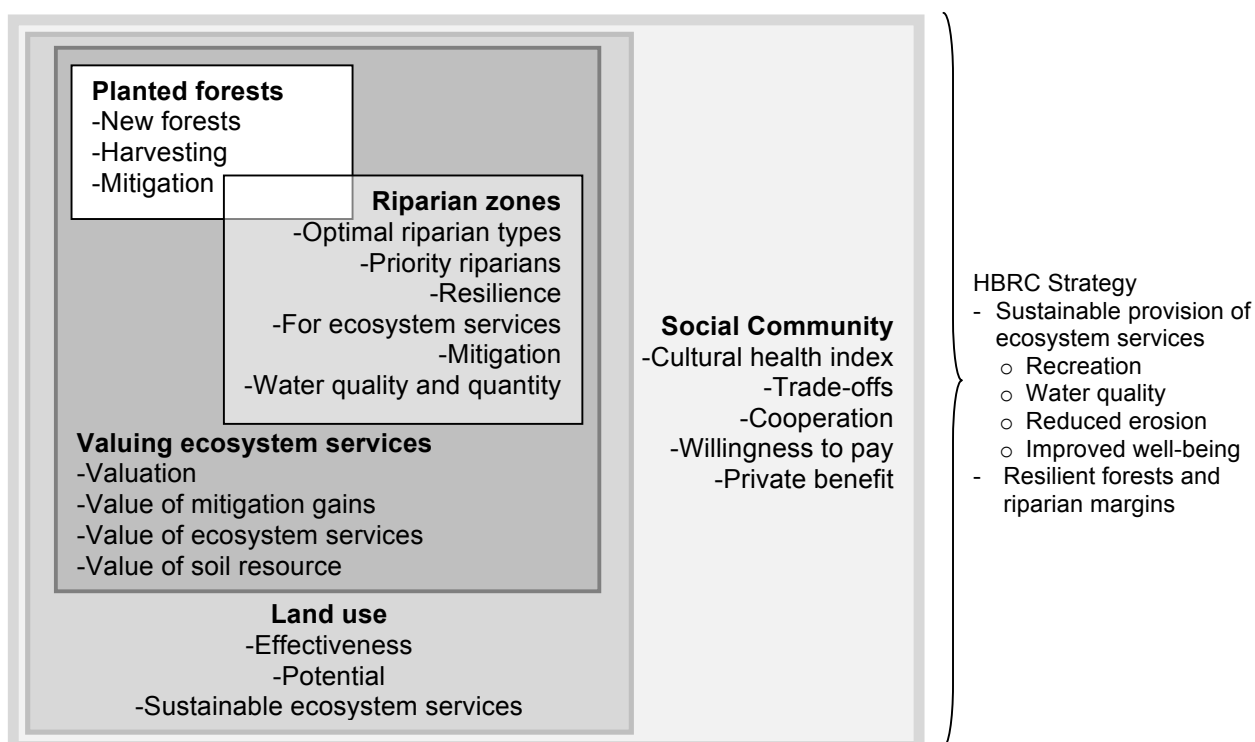 Planted forests
-New forests
-Harvesting
-Mitigation
Riparian zones
-Optimal riparian types
-Priority riparians
-Resilience
-For ecosystem services
-Mitigation
-Water quality and quantity
Valuing ecosystem services
-Valuation
-Value of mitigation gains
-Value of ecosystem services
-Value of soil resource
Land use
-Effectiveness
-Potential
-Sustainable ecosystem services
Social Community
-Cultural health index
-Trade-offs
-Cooperation
-Willingness to pay
-Private benefit
HBRC Strategy
- Sustainable provision of
ecosystem services
o Recreation
o Water quality
o Reduced erosion
o Improved well-being
- Resilient forests and
riparian margins